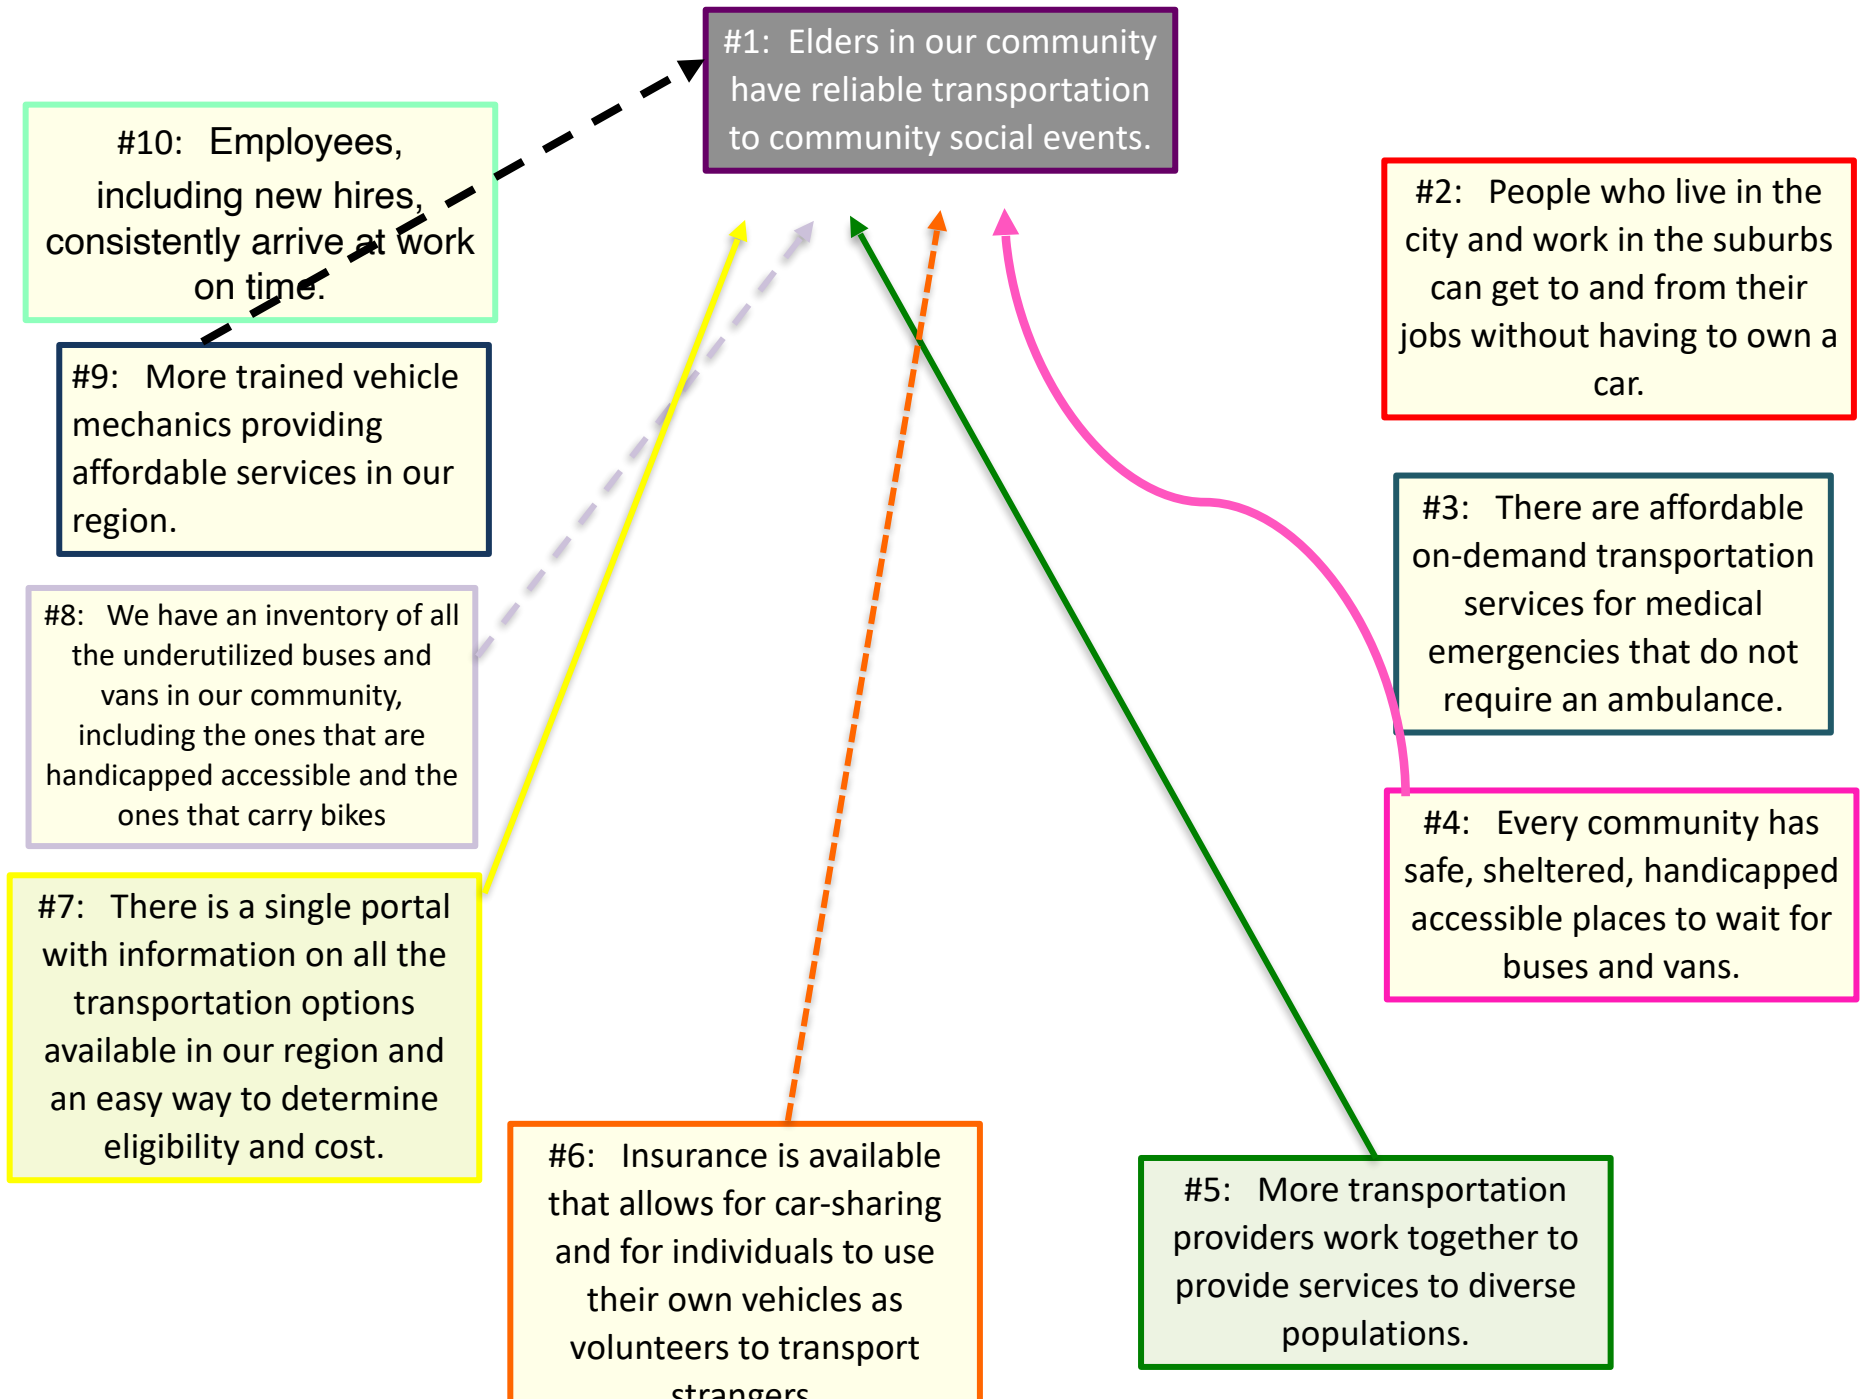 #1:  Elders in our community
have reliable transportation
to community social events.
#2:   People who live in the
city and work in the suburbs
can get to and from their
jobs without having to own a
car.
#3:   There are affordable
on-demand transportation
services for medical
emergencies that do not
require an ambulance.
#4:   Every community has
safe, sheltered, handicapped
accessible places to wait for
buses and vans.
#5:   More transportation
providers work together to
provide services to diverse
populations.
#6:   Insurance is available
that allows for car-sharing
and for individuals to use
their own vehicles as
volunteers to transport
strangers
#7:   There is a single portal
with information on all the
transportation options
available in our region and
an easy way to determine
eligibility and cost.
#8:   We have an inventory of all
the underutilized buses and
vans in our community,
including the ones that are
handicapped accessible and the
ones that carry bikes
#9:   More trained vehicle
mechanics providing
affordable services in our
region.
#10:   Employees,
including new hires,
consistently arrive at work
on time.